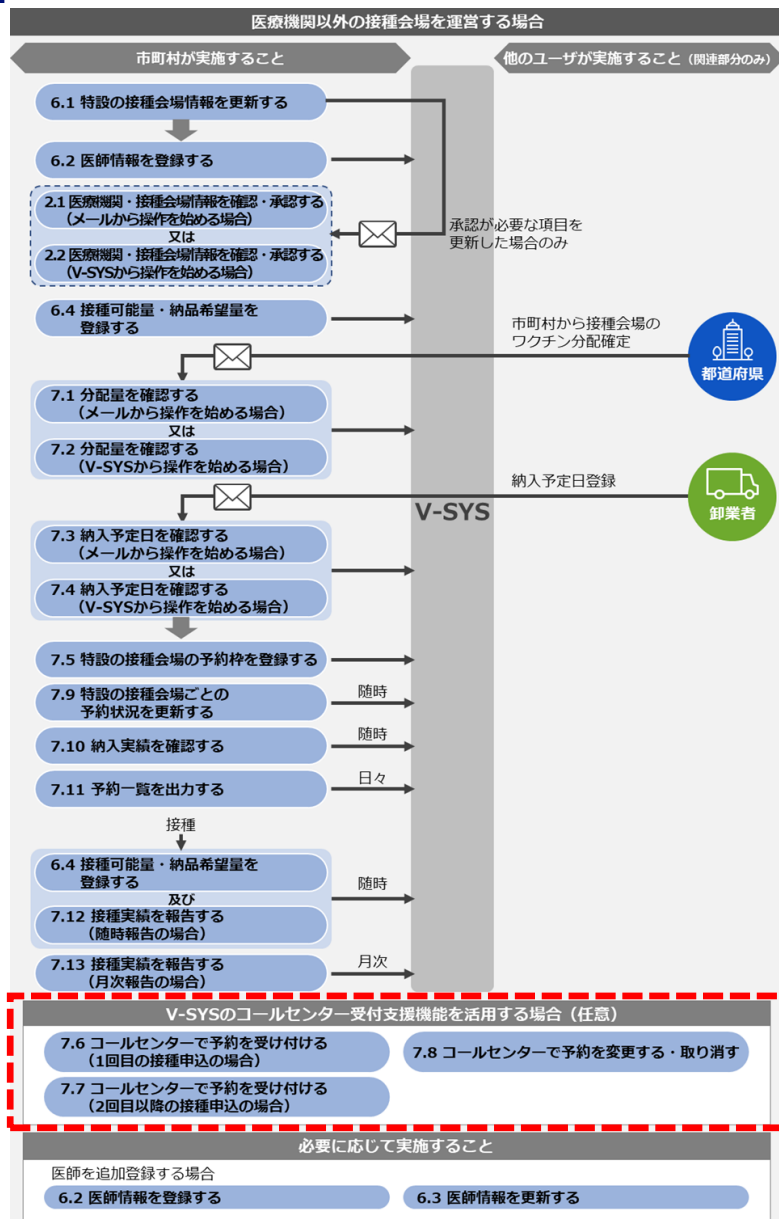 医療機関以外の接種会場を運営する場合
市町村が実施すること
他のユーザが実施すること（関連部分のみ）
6.1 特設の接種会場情報を更新する
6.2 医師情報を登録する
2.1 医療機関・接種会場情報を確認・承認する
（メールから操作を始める場合）
又は
2.2 医療機関・接種会場情報を確認・承認する
（V-SYSから操作を始める場合）
承認が必要な項目を
更新した場合のみ
6.4 接種可能量・納品希望量を
登録する
市町村から接種会場の
ワクチン分配確定
都道府県
7.1 分配量を確認する
（メールから操作を始める場合）
又は
7.2 分配量を確認する
（V-SYSから操作を始める場合）
納入予定日登録
卸業者
V-SYS
7.3 納入予定日を確認する
（メールから操作を始める場合）
又は
7.4 納入予定日を確認する
（V-SYSから操作を始める場合）
7.5 特設の接種会場の予約枠を登録する
7.9 特設の接種会場ごとの
予約状況を更新する
随時
7.10 納入実績を確認する
随時
7.11 予約一覧を出力する
日々
接種
6.4 接種可能量・納品希望量を
登録する
及び
7.12 接種実績を報告する
（随時報告の場合）
随時
7.13 接種実績を報告する
（月次報告の場合）
月次
V-SYSのコールセンター受付支援機能を活用する場合（任意）
7.6 コールセンターで予約を受け付ける
（1回目の接種申込の場合）
7.8 コールセンターで予約を変更する・取り消す
7.7 コールセンターで予約を受け付ける
（2回目以降の接種申込の場合）
必要に応じて実施すること
医師を追加登録する場合
6.2 医師情報を登録する
6.3 医師情報を更新する